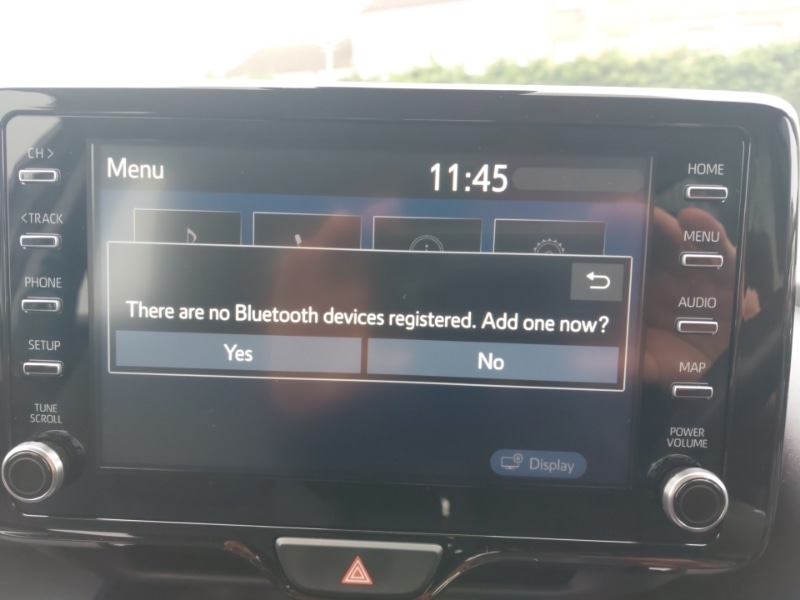 CH >
Menu
11:45
HOME
<TRACK
MENU
PHONE
There are no Bluetooth devices registered. Add one now?
AUDIO
SETUP
Yes
No
MAP
TUNE
SCROLL
POWER
VOLUME
Display